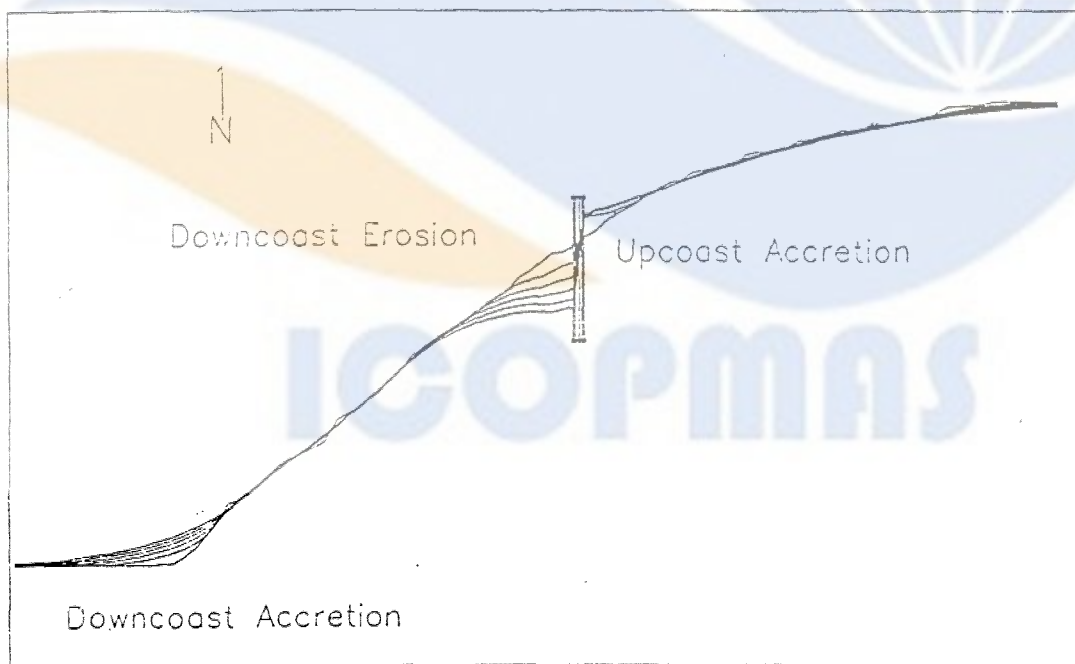 N
Downcoast Erosion
Upcoast Accretion
ICOPMAS
Downcoast Accretion